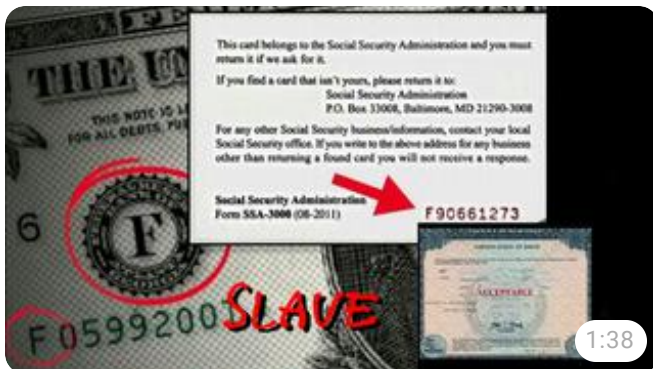 THE UN
THIS NOTE IS LE
FOR ALL DEBTS, PUB
This card belongs to the Social Security Administration and you must
return it if we ask for it.
If you find a card that isn't yours, please return it to:
Social Security Administration
P.O. Box 33008, Baltimore, MD 21290-3008
For any other Social Security business/information, contact your local
Social Security office. If you write to the above address for any business
other than returning a found card you will not receive a response.
Social Security Administration
Form SSA-3000 (08-2011)
F90661273
6
F
F 05992007
SLAVE
ACCEPTABLE
1:38